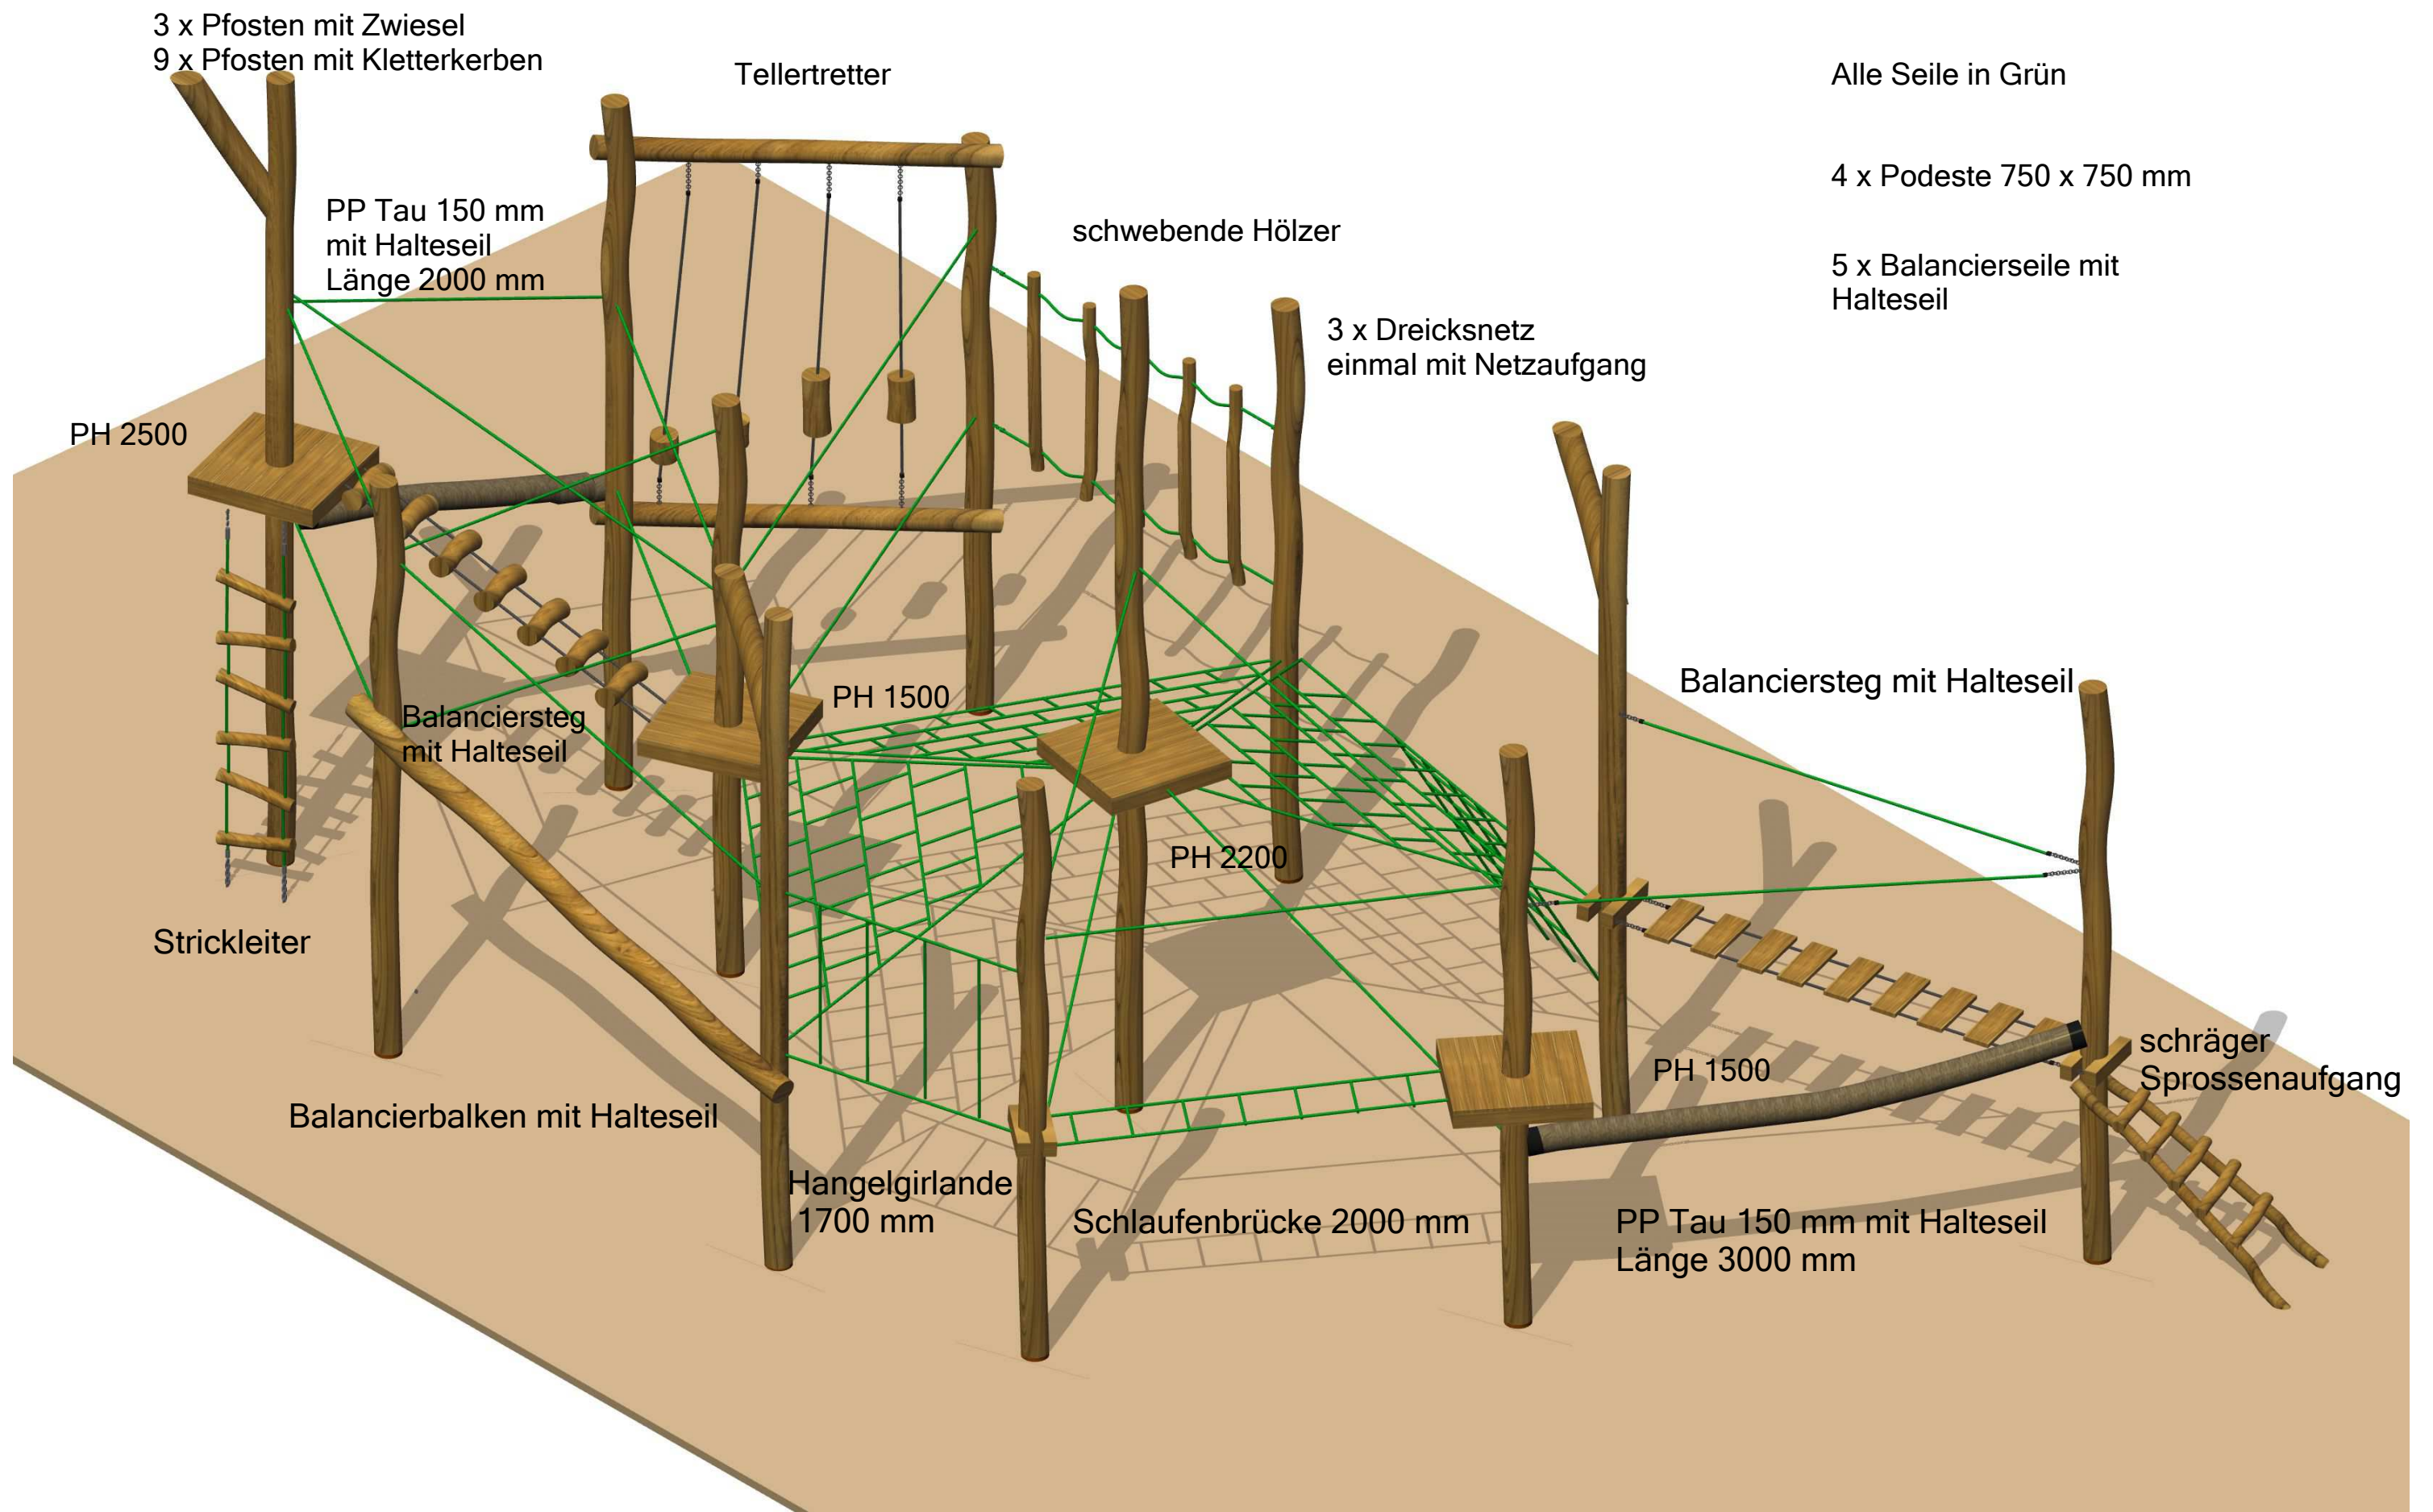 3 x Pfosten mit Zwiesel
9 x Pfosten mit Kletterkerben
Tellertretter
Alle Seile in Grün
4 x Podeste 750 x 750 mm
PP Tau 150 mm
mit Halteseil
Länge 2000 mm
schwebende Hölzer
5 x Balancierseile mit
Halteseil
3 x Dreicksnetz
einmal mit Netzaufgang
PH 2500
PH 1500
Balanciersteg mit Halteseil
Balanciersteg
mit Halteseil
PH 2200
Strickleiter
schräger
Sprossenaufgang
PH 1500
Balancierbalken mit Halteseil
Hangelgirlande
1700 mm
Schlaufenbrücke 2000 mm
PP Tau 150 mm mit Halteseil
Länge 3000 mm